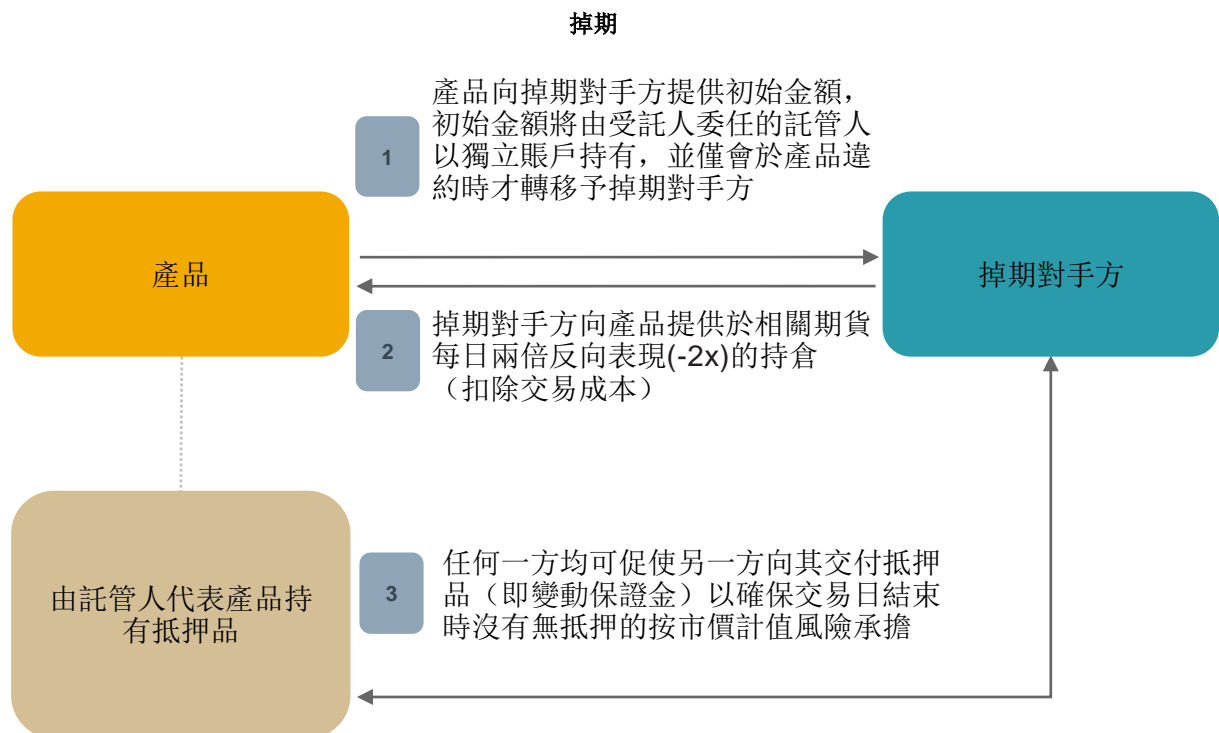 掉期
產品向掉期對手方提供初始金額，
初始金額將由受託人委任的託管人
以獨立賬戶持有，並僅會於產品違
約時才轉移予掉期對手方
1
產品
掉期對手方
掉期對手方向產品提供於相關期貨
每日兩倍反向表現(-2x)的持倉
（扣除交易成本）
2
任何一方均可促使另一方向其交付抵押
品（即變動保證金）以確保交易日結束
時沒有無抵押的按市價計值風險承擔
3
由託管人代表產品持
有抵押品